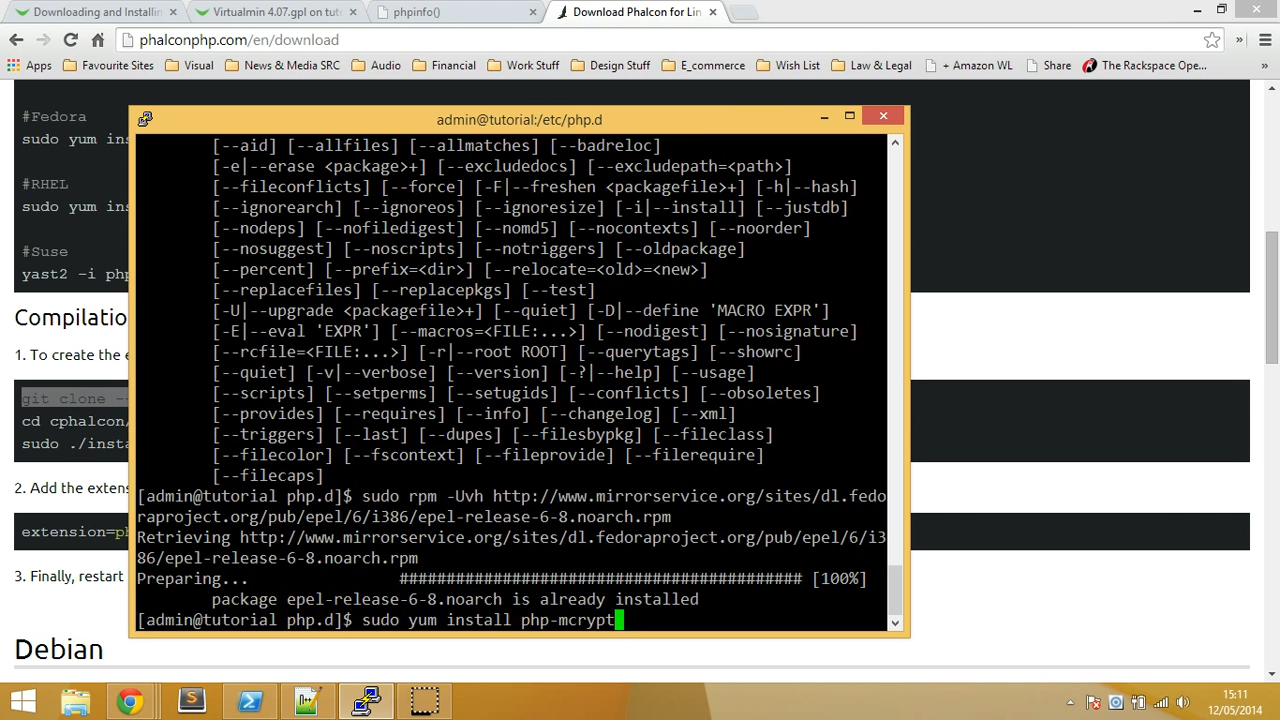 Downloading and Installin
Virtualmin 4.07.gpl on tuto
phpinfo()
Download Phalcon for Lin
phalconphp.com/en/download
Apps
Favourite Sites
Visual
News & Media SRC
Audio
Financial
Work Stuff
Design Stuff
E_commerce
Wish List
Law & Legal
+ Amazon WL
Share
The Rackspace Ope...
#Fedora
sudo yum ins
#RHEL
sudo yum ins
#Suse
yast2 -i php
Compilatio
1. To create the e
git clone --
cd cphalcon/
sudo ./insta
2. Add the extens
extension=ph
3. Finally, restart
Debian
admin@tutorial:/etc/php.d
[--aid] [--allfiles] [--allmatches] [--badreloc]
[-e|--erase <package>+] [--excludedocs] [--excludepath=<path>]
[--fileconflicts] [--force] [-F|--freshen <packagefile>+] [-h|--hash]
[--ignorearch] [--ignoreos] [--ignoresize] [-i|--install] [--justdb]
[--nodeps] [--nofiledigest] [--nomd5] [--nocontexts] [--noorder]
[--nosuggest] [--noscripts] [--notriggers] [--oldpackage]
[--percent] [--prefix=<dir>] [--relocate=<old>=<new>]
[--replacefiles] [--replacepkgs] [--test]
[-U|--upgrade <packagefile>+] [--quiet] [-D|--define 'MACRO EXPR']
[-E|--eval 'EXPR'] [--macros=<FILE:...>] [--nodigest] [--nosignature]
[--rcfile=<FILE:...>] [-r|--root ROOT] [--querytags] [--showrc]
[--quiet] [-v|--verbose] [--version] [-?|--help] [--usage]
[--scripts] [--setperms] [--setugids] [--conflicts] [--obsoletes]
[--provides] [--requires] [--info] [--changelog] [--xml]
[--triggers] [--last] [--dupes] [--filesbypkg] [--fileclass]
[--filecolor] [--fscontext] [--fileprovide] [--filerequire]
[--filecaps]
[admin@tutorial php.d]$ sudo rpm -Uvh http://www.mirrorservice.org/sites/dl.fedo
raproject.org/pub/epel/6/i386/epel-release-6-8.noarch.rpm
Retrieving http://www.mirrorservice.org/sites/dl.fedoraproject.org/pub/epel/6/i3
86/epel-release-6-8.noarch.rpm
Preparing... ########################################### [100%]
package epel-release-6-8.noarch is already installed
[admin@tutorial php.d]$ sudo yum install php-mcrypt
15:11
12/05/2014